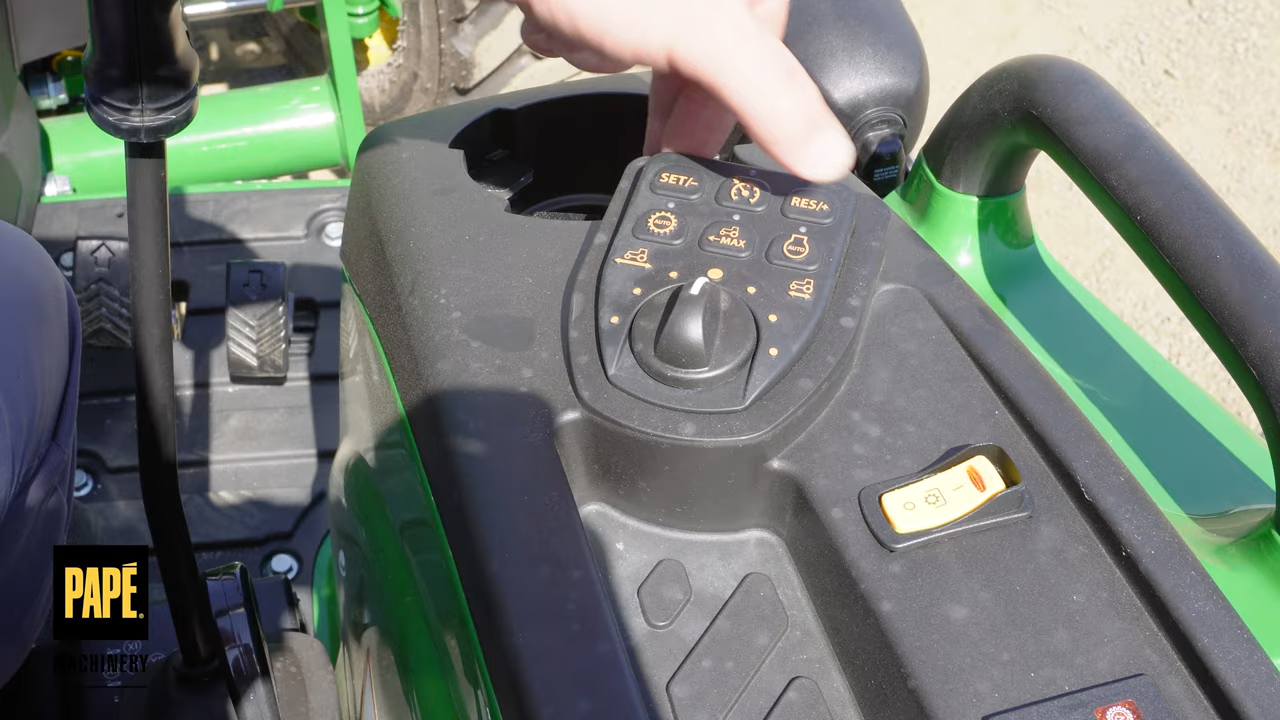 SET/-
RES/+
AUTO
←MAX
AUTO
PAPÉ
MACHINERY